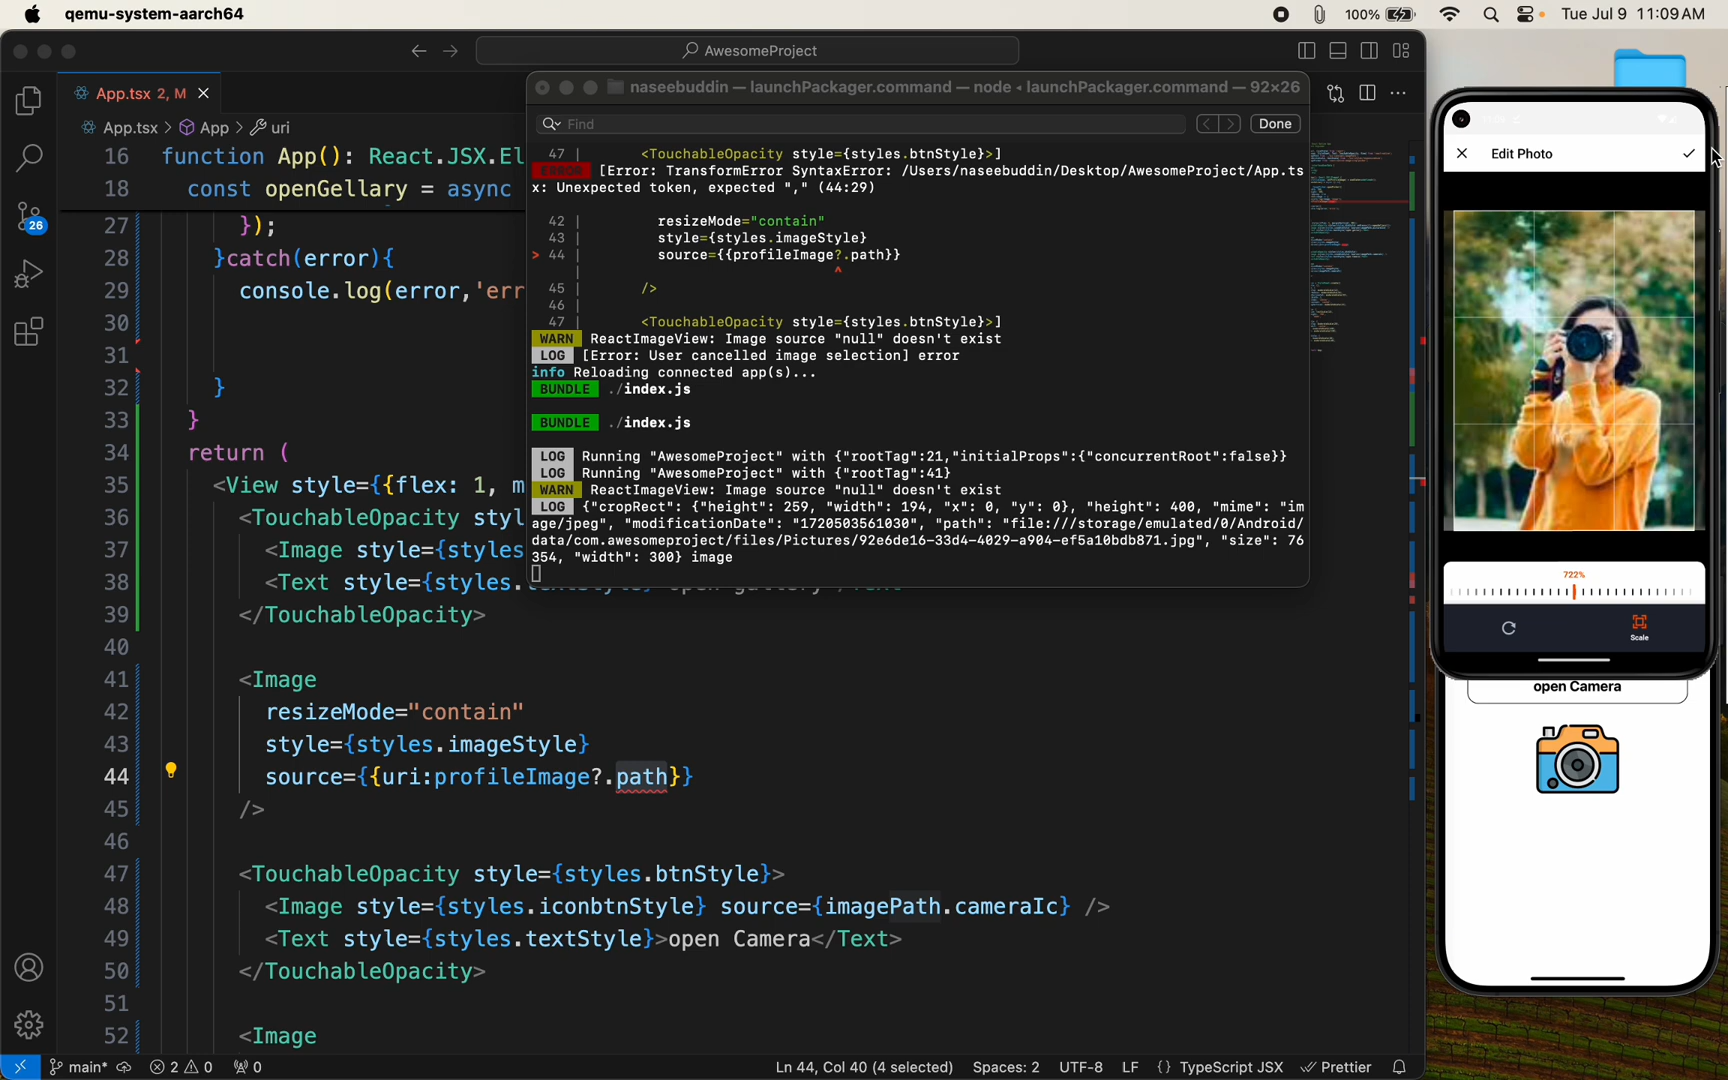 qemu-system-aarch64
100%
Tue Jul 9 11:09 AM
AwesomeProject
App.tsx 2, M
App.tsx > App > uri
16 function App(): React.JSX.El
18 const openGellary = async
27 });
28 }catch(error){
29 console.log(error,'err
30
31
32 }
33 }
34 return (
35 <View style={{flex: 1, m
36 <TouchableOpacity styl
37 <Image style={styles
38 <Text style={styles.
39 </TouchableOpacity>
40
41 <Image
42 resizeMode="contain"
43 style={styles.imageStyle}
44 source={{uri:profileImage?.path}}
45 />
46
47 <TouchableOpacity style={styles.btnStyle}>
48 <Image style={styles.iconbtnStyle} source={imagePath.cameraIc} />
49 <Text style={styles.textStyle}>open Camera</Text>
50 </TouchableOpacity>
51
52 <Image
26
naseebuddin — launchPackager.command — node ◂ launchPackager.command — 92×26
Find
Done
47 | <TouchableOpacity style={styles.btnStyle}>]
ERROR [Error: TransformError SyntaxError: /Users/naseebuddin/Desktop/AwesomeProject/App.ts
x: Unexpected token, expected "," (44:29)
42 | resizeMode="contain"
43 | style={styles.imageStyle}
> 44 | source={{profileImage?.path}}
| ^
45 | />
46 |
47 | <TouchableOpacity style={styles.btnStyle}>]
WARN ReactImageView: Image source "null" doesn't exist
LOG [Error: User cancelled image selection] error
info Reloading connected app(s)...
BUNDLE ./index.js
BUNDLE ./index.js
LOG Running "AwesomeProject" with {"rootTag":21,"initialProps":{"concurrentRoot":false}}
LOG Running "AwesomeProject" with {"rootTag":41}
WARN ReactImageView: Image source "null" doesn't exist
LOG {"cropRect": {"height": 259, "width": 194, "x": 0, "y": 0}, "height": 400, "mime": "im
age/jpeg", "modificationDate": "1720503561030", "path": "file:///storage/emulated/0/Android/
data/com.awesomeproject/files/Pictures/92e6de16-33d4-4029-a904-ef5a10bdb871.jpg", "size": 76
354, "width": 300} image
Edit Photo
722%
Scale
open Camera
main*
2 0
0
Ln 44, Col 40 (4 selected)
Spaces: 2
UTF-8
LF
{} TypeScript JSX
Prettier